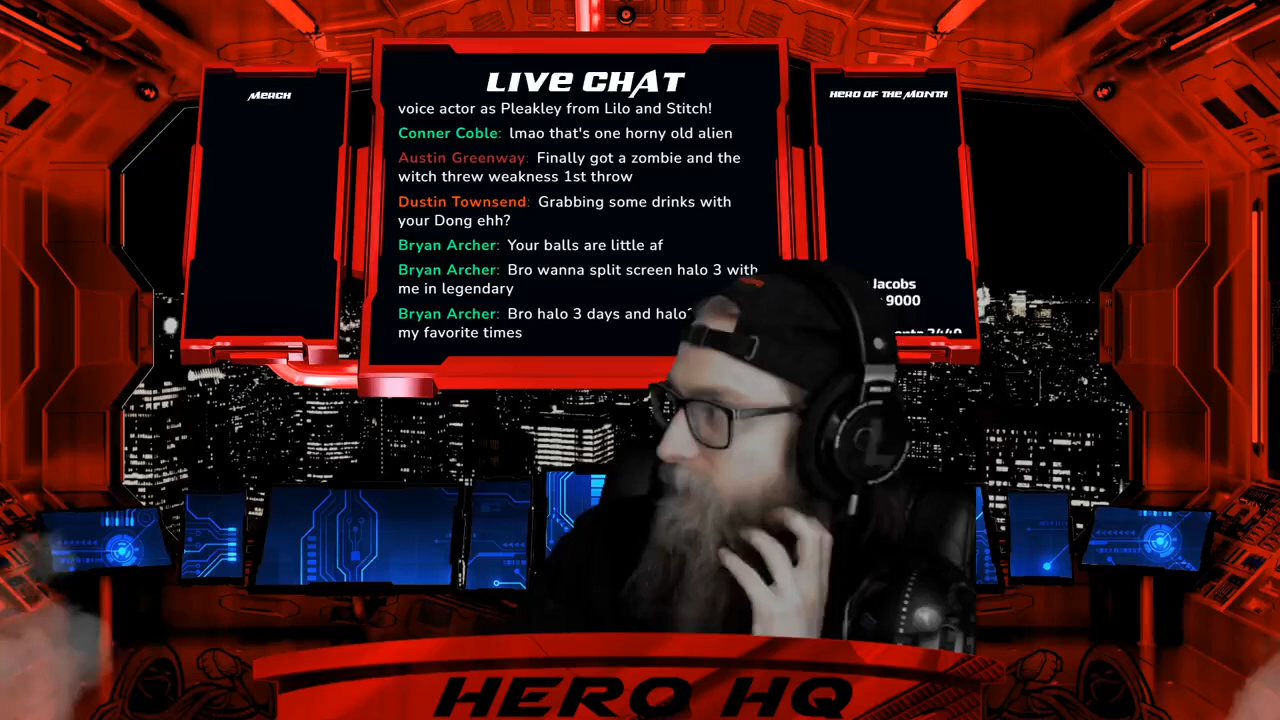 LIVE CHAT
MERCH
HERO OF THE MONTH
voice actor as Pleakley from Lilo and Stitch!
Conner Coble: lmao that's one horny old alien
Austin Greenway: Finally got a zombie and the
witch threw weakness 1st throw
Dustin Townsend: Grabbing some drinks with
your Dong ehh?
Bryan Archer: Your balls are little af
Bryan Archer: Bro wanna split screen halo 3 with
me in legendary
Bryan Archer: Bro halo 3 days and
my favorite times
Jacobs
9000
HERO HQ